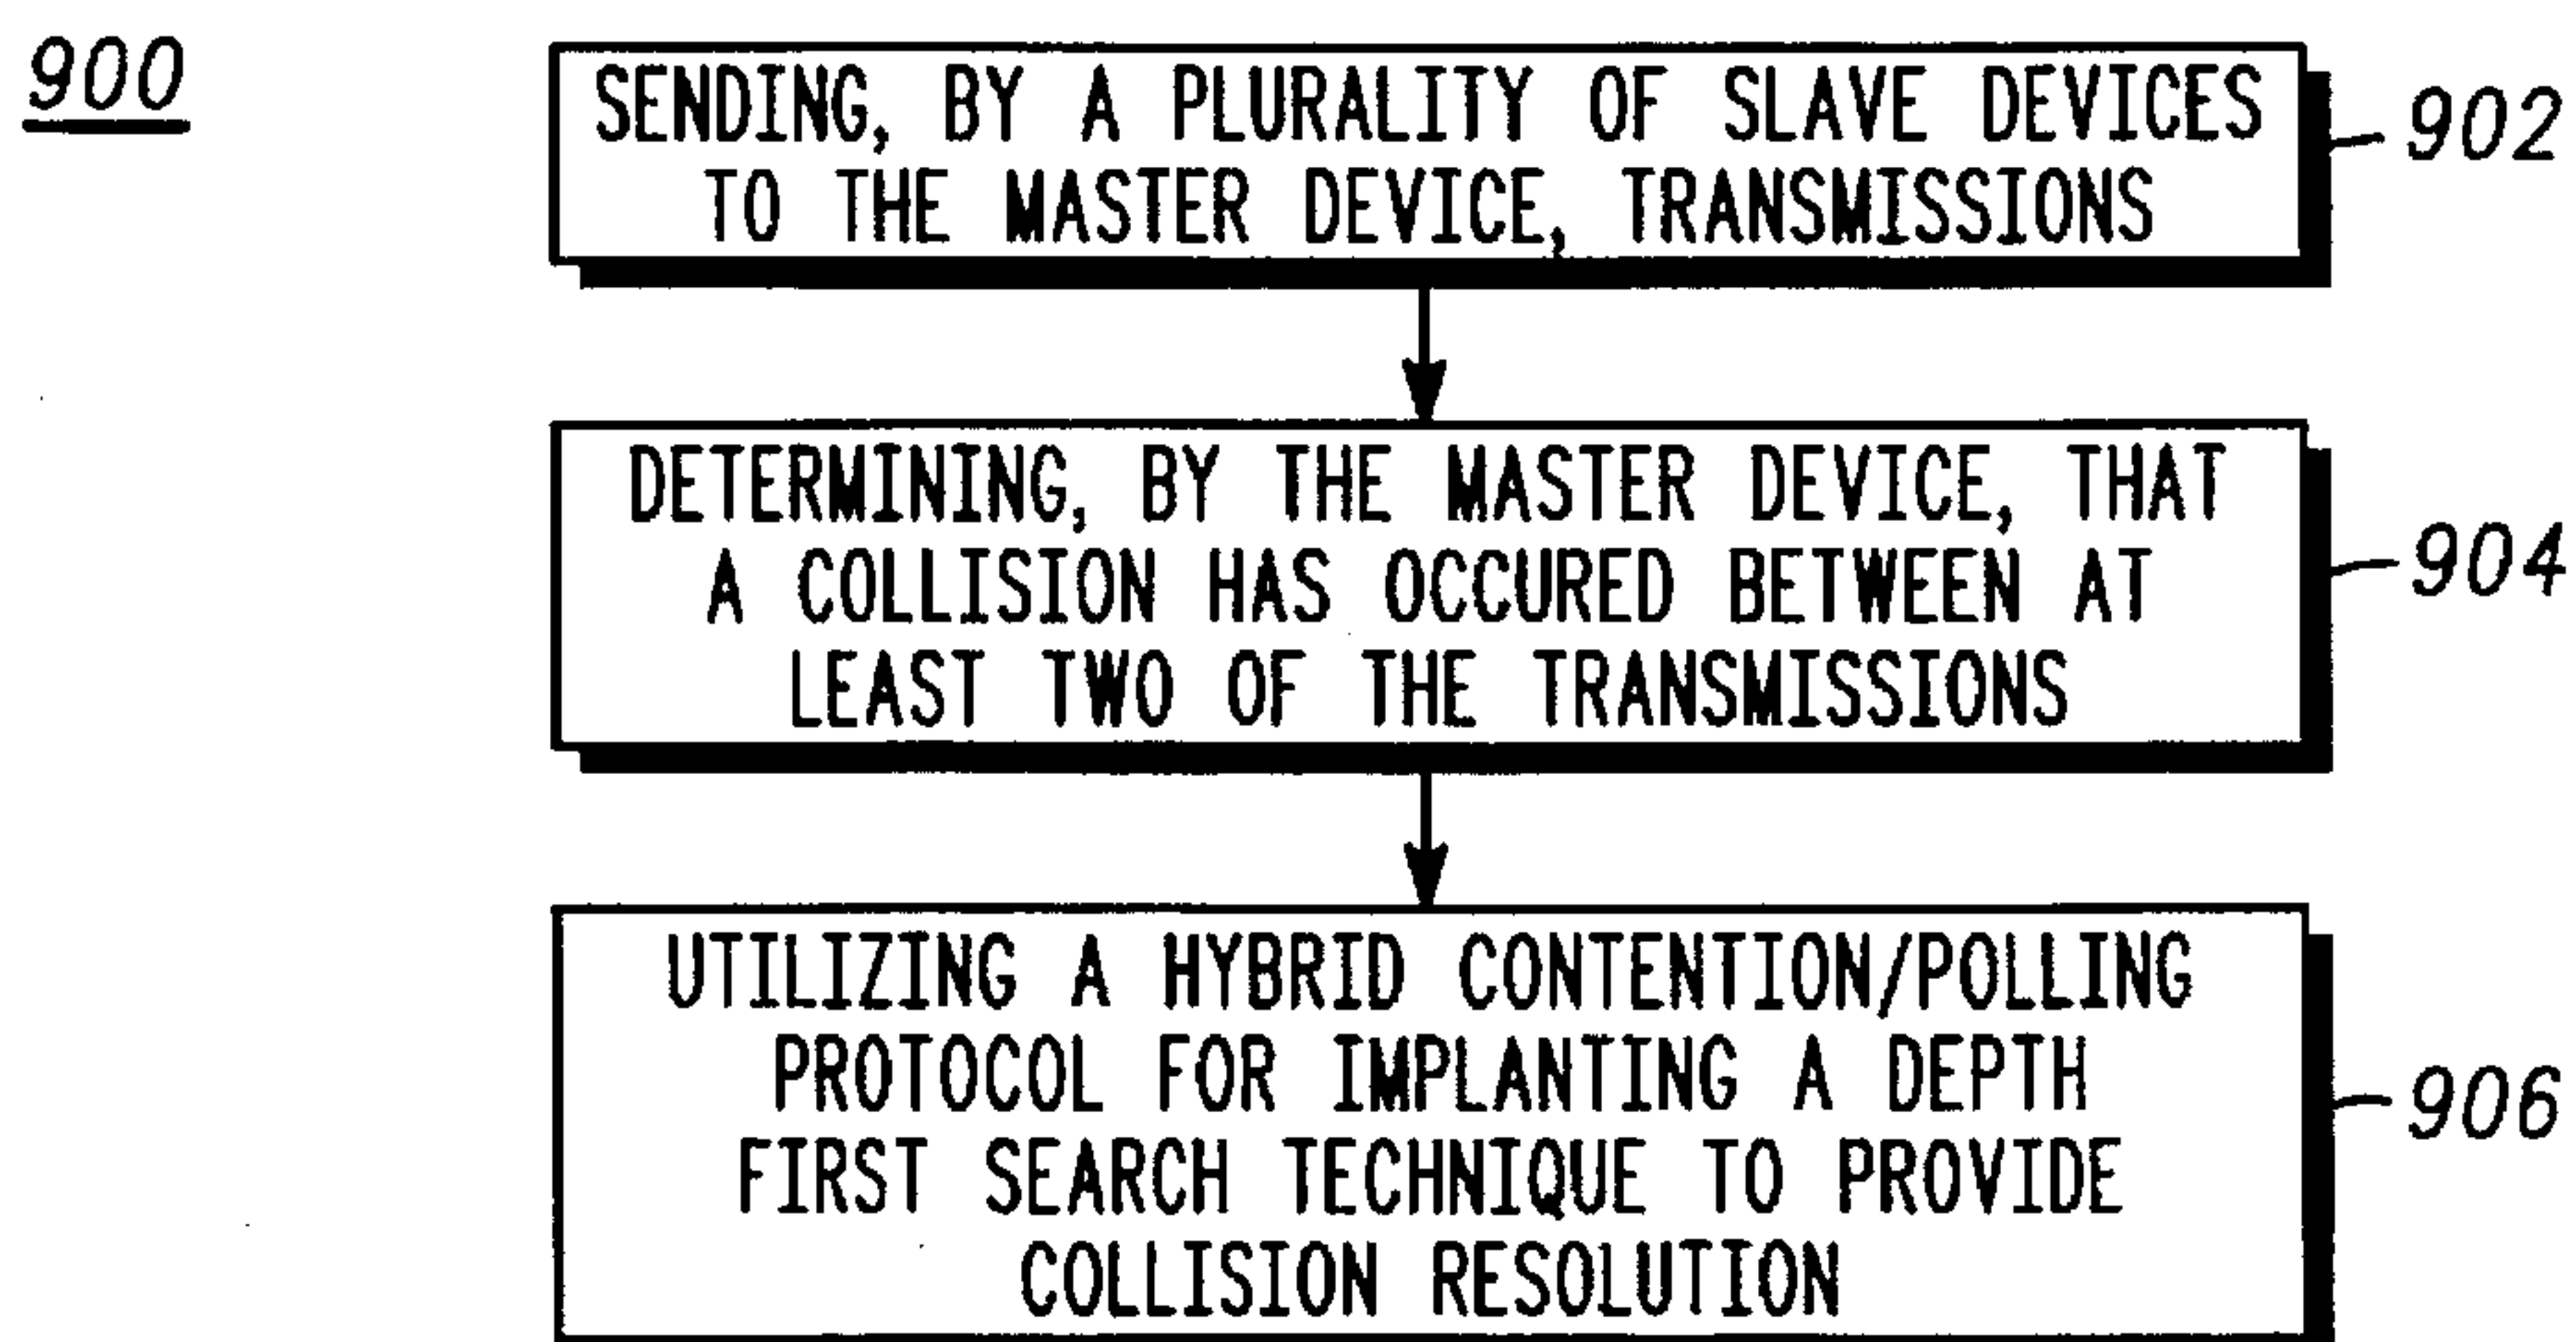 900
SENDING, BY A PLURALITY OF SLAVE DEVICES
TO THE MASTER DEVICE, TRANSMISSIONS
902
DETERMINING, BY THE MASTER DEVICE, THAT
A COLLISION HAS OCCURED BETWEEN AT
LEAST TWO OF THE TRANSMISSIONS
904
UTILIZING A HYBRID CONTENTION/POLLING
PROTOCOL FOR IMPLANTING A DEPTH
FIRST SEARCH TECHNIQUE TO PROVIDE
COLLISION RESOLUTION
906